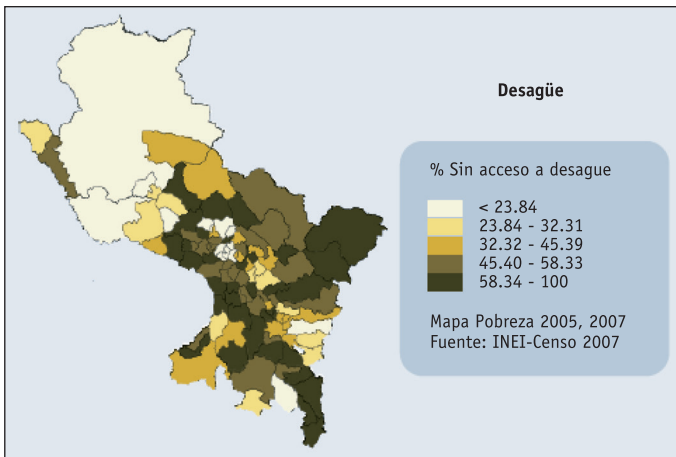 Desagüe
% Sin acceso a desague
< 23.84
23.84 - 32.31
32.32 - 45.39
45.40 - 58.33
58.34 - 100
Mapa Pobreza 2005, 2007
Fuente: INEI-Censo 2007